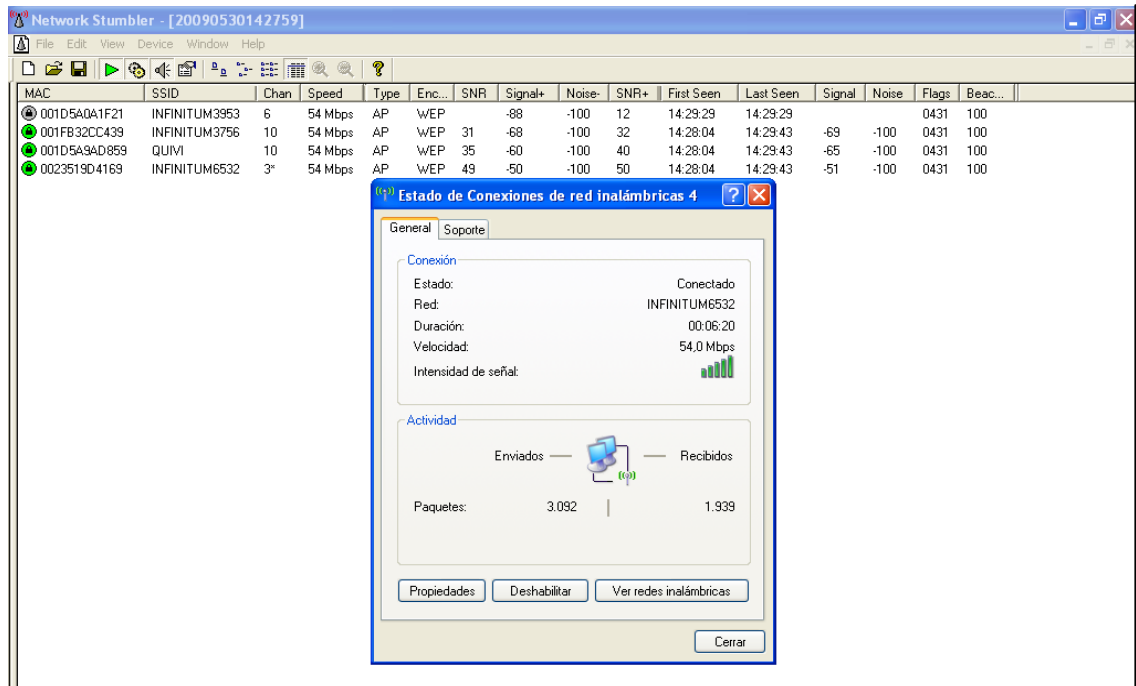 Network Stumbler - [20090530142759]
File Edit View Device Window Help
MAC SSID Chan Speed Type Enc... SNR Signal+ Noise- SNR+ First Seen Last Seen Signal Noise Flags Beac...
001D5A0A1F21 INFINITUM3953 6 54 Mbps AP WEP -88 -100 12 14:29:29 14:29:29 0431 100
001FB32CC439 INFINITUM3756 10 54 Mbps AP WEP 31 -68 -100 32 14:28:04 14:29:43 -69 -100 0431 100
001D5A9AD859 QUIVI 10 54 Mbps AP WEP 35 -60 -100 40 14:28:04 14:29:43 -65 -100 0431 100
0023519D4169 INFINITUM6532 3* 54 Mbps AP WEP 49 -50 -100 50 14:28:04 14:29:43 -51 -100 0431 100
Estado de Conexiones de red inalámbricas 4
General Soporte
Conexión
Estado: Conectado
Red: INFINITUM6532
Duración: 00:06:20
Velocidad: 54,0 Mbps
Intensidad de señal:
Actividad
Enviados — — Recibidos
Paquetes: 3.092 | 1.939
Propiedades Deshabilitar Ver redes inalámbricas
Cerrar